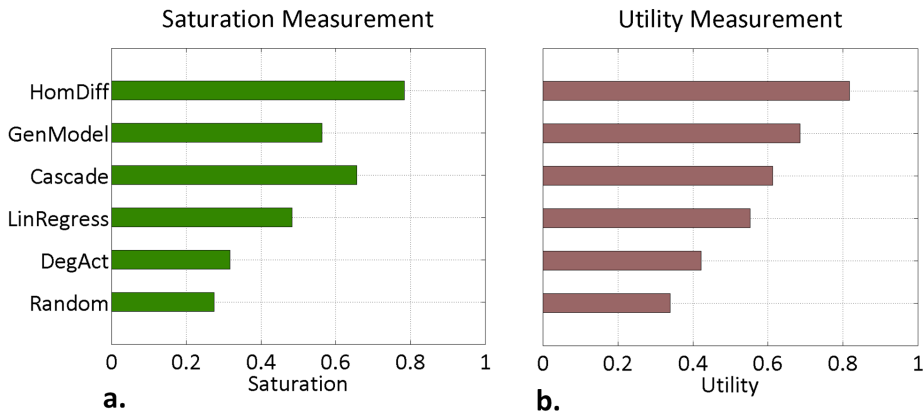 Saturation Measurement
HomDiff
GenModel
Cascade
LinRegress
DegAct
Random
0 0.2 0.4 0.6 0.8 1
Saturation
a.
Utility Measurement
0 0.2 0.4 0.6 0.8 1
Utility
b.